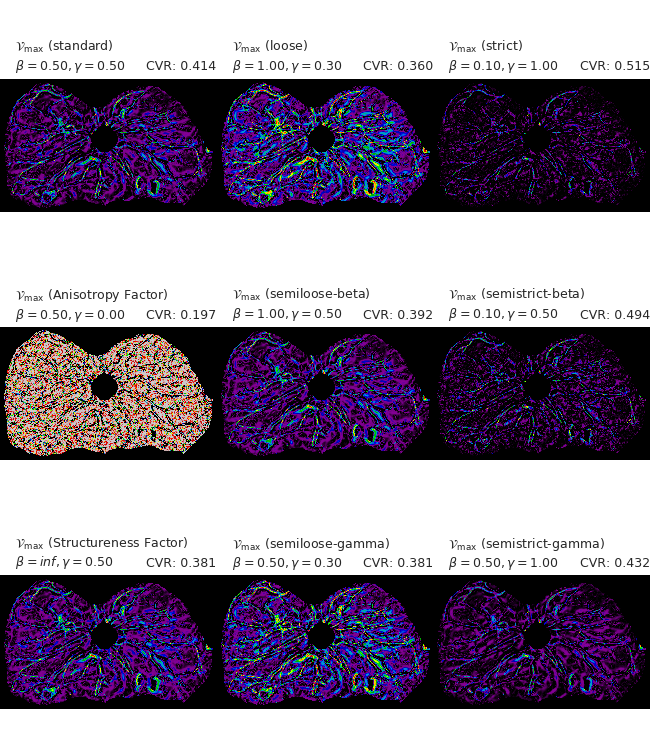 𝒱max (standard)
β = 0.50, γ = 0.50 CVR: 0.414
𝒱max (loose)
β = 1.00, γ = 0.30 CVR: 0.360
𝒱max (strict)
β = 0.10, γ = 1.00 CVR: 0.515
𝒱max (Anisotropy Factor)
β = 0.50, γ = 0.00 CVR: 0.197
𝒱max (semiloose-beta)
β = 1.00, γ = 0.50 CVR: 0.392
𝒱max (semistrict-beta)
β = 0.10, γ = 0.50 CVR: 0.494
𝒱max (Structureness Factor)
β = inf, γ = 0.50 CVR: 0.381
𝒱max (semiloose-gamma)
β = 0.50, γ = 0.30 CVR: 0.381
𝒱max (semistrict-gamma)
β = 0.50, γ = 1.00 CVR: 0.432